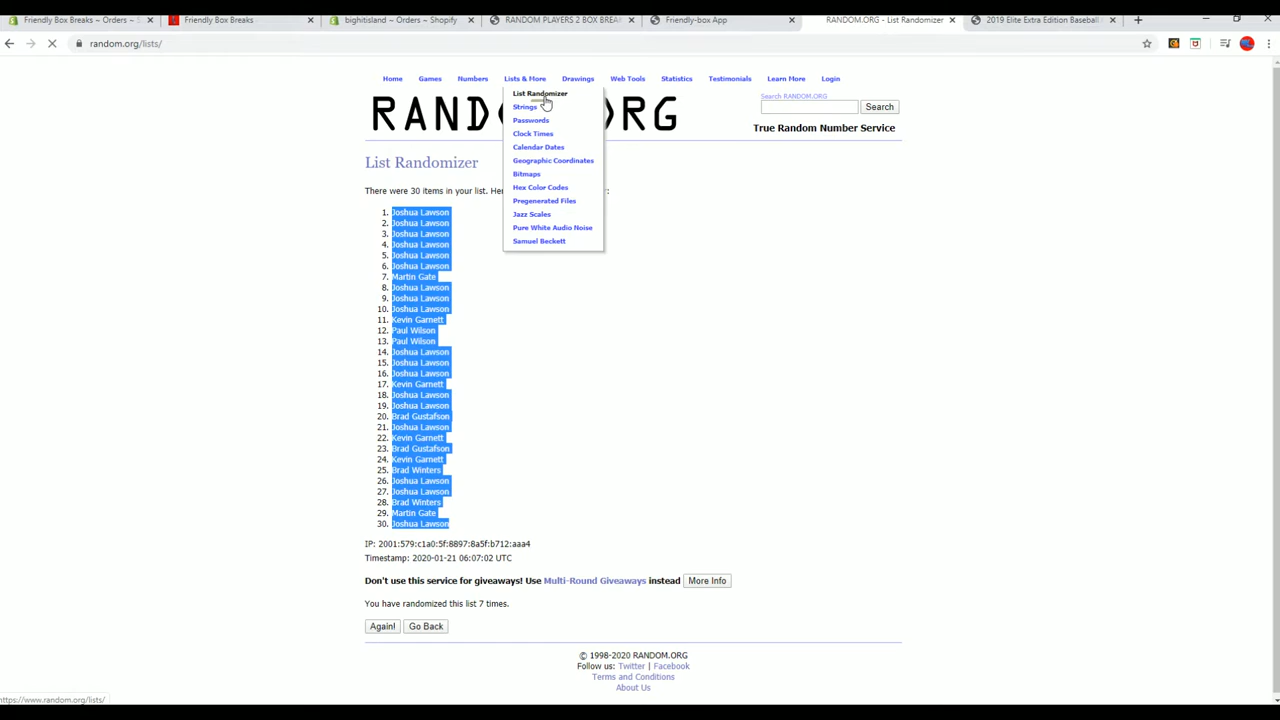 Friendly Box Breaks ~ Orders ~ S
Friendly Box Breaks
bighitisland ~ Orders ~ Shopify
RANDOM PLAYERS 2 BOX BREAK
Friendly-box App
RANDOM.ORG - List Randomizer
2019 Elite Extra Edition Baseball
random.org/lists/
Home Games Numbers Lists & More Drawings Web Tools Statistics Testimonials Learn More Login
List Randomizer
Strings
Passwords
Clock Times
Calendar Dates
Geographic Coordinates
Bitmaps
Hex Color Codes
Pregenerated Files
Jazz Scales
Pure White Audio Noise
Samuel Beckett
RAND RG
Search RANDOM.ORG
Search
True Random Number Service
List Randomizer
There were 30 items in your list. Her :
1. Joshua Lawson
2. Joshua Lawson
3. Joshua Lawson
4. Joshua Lawson
5. Joshua Lawson
6. Joshua Lawson
7. Martin Gate
8. Joshua Lawson
9. Joshua Lawson
10. Joshua Lawson
11. Kevin Garnett
12. Paul Wilson
13. Paul Wilson
14. Joshua Lawson
15. Joshua Lawson
16. Joshua Lawson
17. Kevin Garnett
18. Joshua Lawson
19. Joshua Lawson
20. Brad Gustafson
21. Joshua Lawson
22. Kevin Garnett
23. Brad Gustafson
24. Kevin Garnett
25. Brad Winters
26. Joshua Lawson
27. Joshua Lawson
28. Brad Winters
29. Martin Gate
30. Joshua Lawson
IP: 2001:579:c1a0:5f:8897:8a5f:b712:aaa4
Timestamp: 2020-01-21 06:07:02 UTC
Don't use this service for giveaways! Use Multi-Round Giveaways instead More Info
You have randomized this list 7 times.
Again! Go Back
© 1998-2020 RANDOM.ORG
Follow us: Twitter | Facebook
Terms and Conditions
About Us
https://www.random.org/lists/